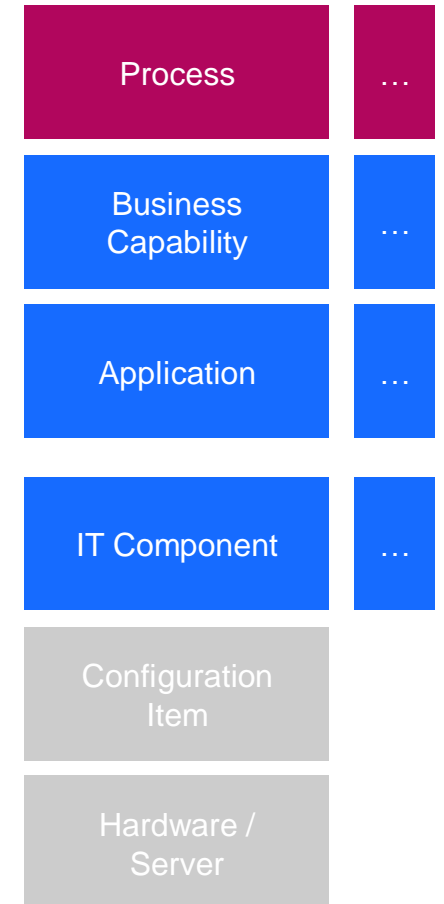 Process
…
Business
Capability
…
Application
…
IT Component
…
Configuration
Item
Hardware /
Server